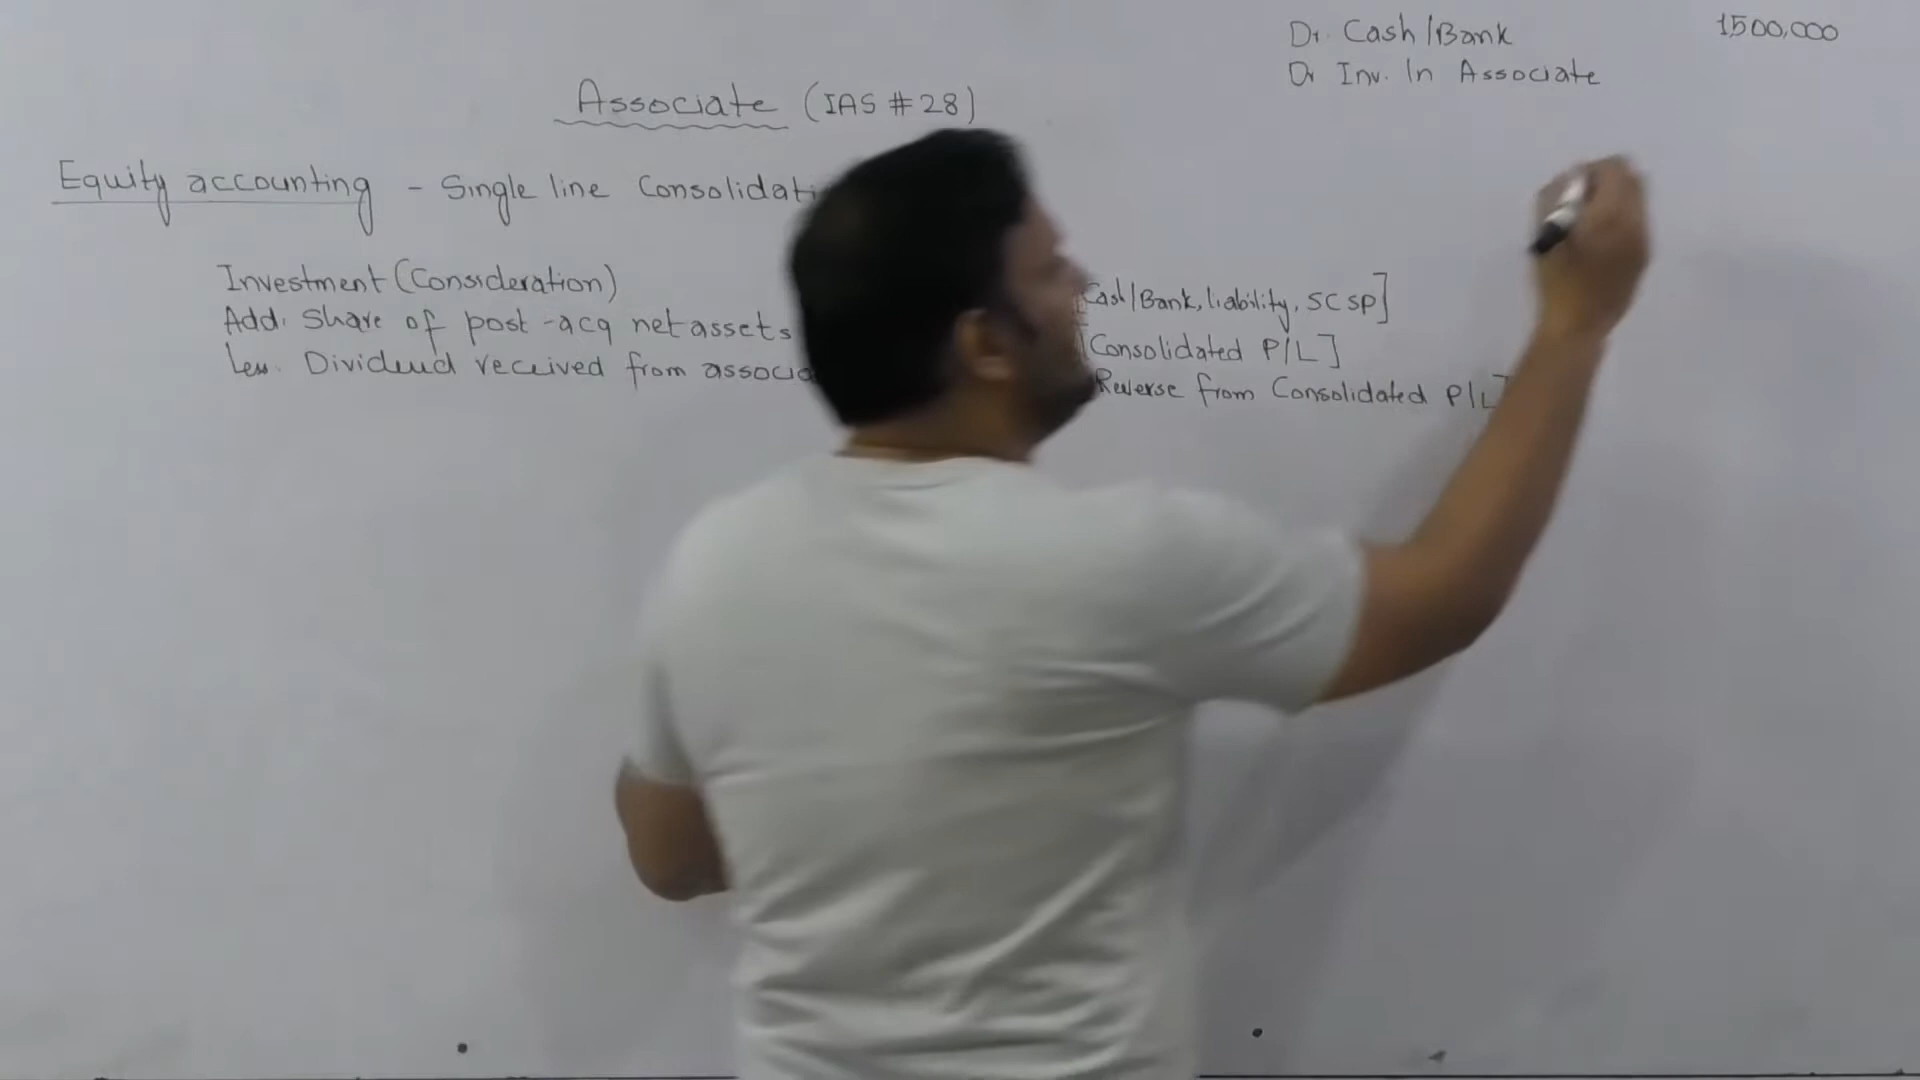 Dr. Cash/Bank 1,500,000
Dr Inv. In Associate
Associate (IAS #28)
Equity accounting - Single line Consolidati
Investment (Consideration) [Cash/Bank, liability, SCSP]
Add. Share of post-acq net assets [Consolidated P/L]
Less. Dividend received from associa Reverse from Consolidated P/L]